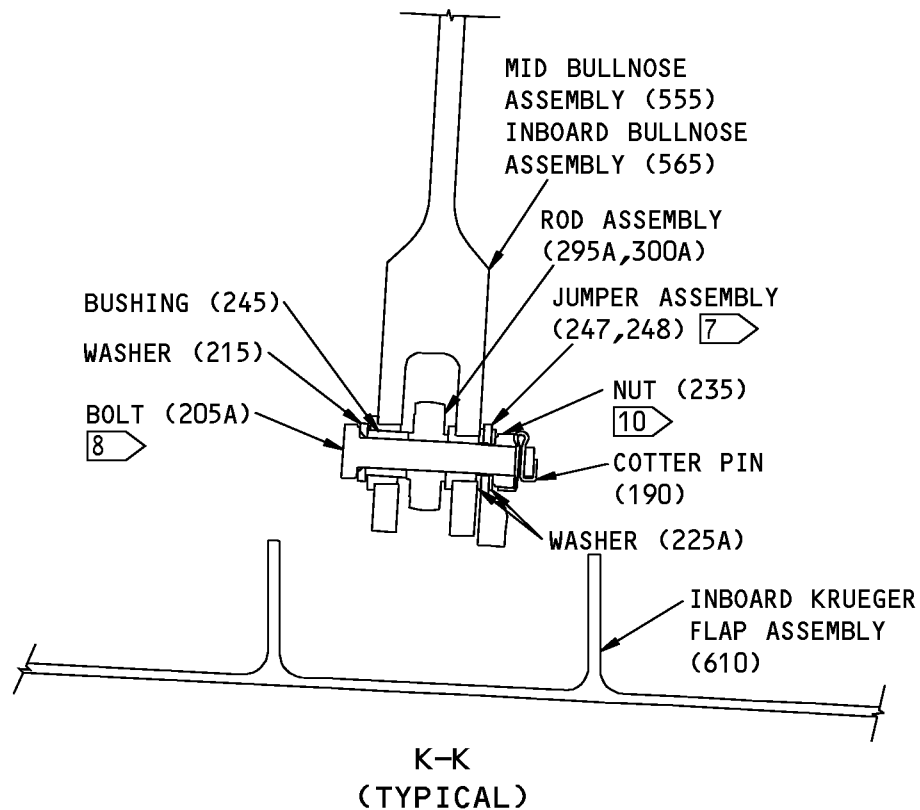 MID BULLNOSE
ASSEMBLY (555)
INBOARD BULLNOSE
ASSEMBLY (565)
ROD ASSEMBLY
(295A,300A)
JUMPER ASSEMBLY
(247,248) 7
BUSHING (245)
WASHER (215)
BOLT (205A)
8
NUT (235)
10
COTTER PIN
(190)
WASHER (225A)
INBOARD KRUEGER
FLAP ASSEMBLY
(610)
K-K
(TYPICAL)